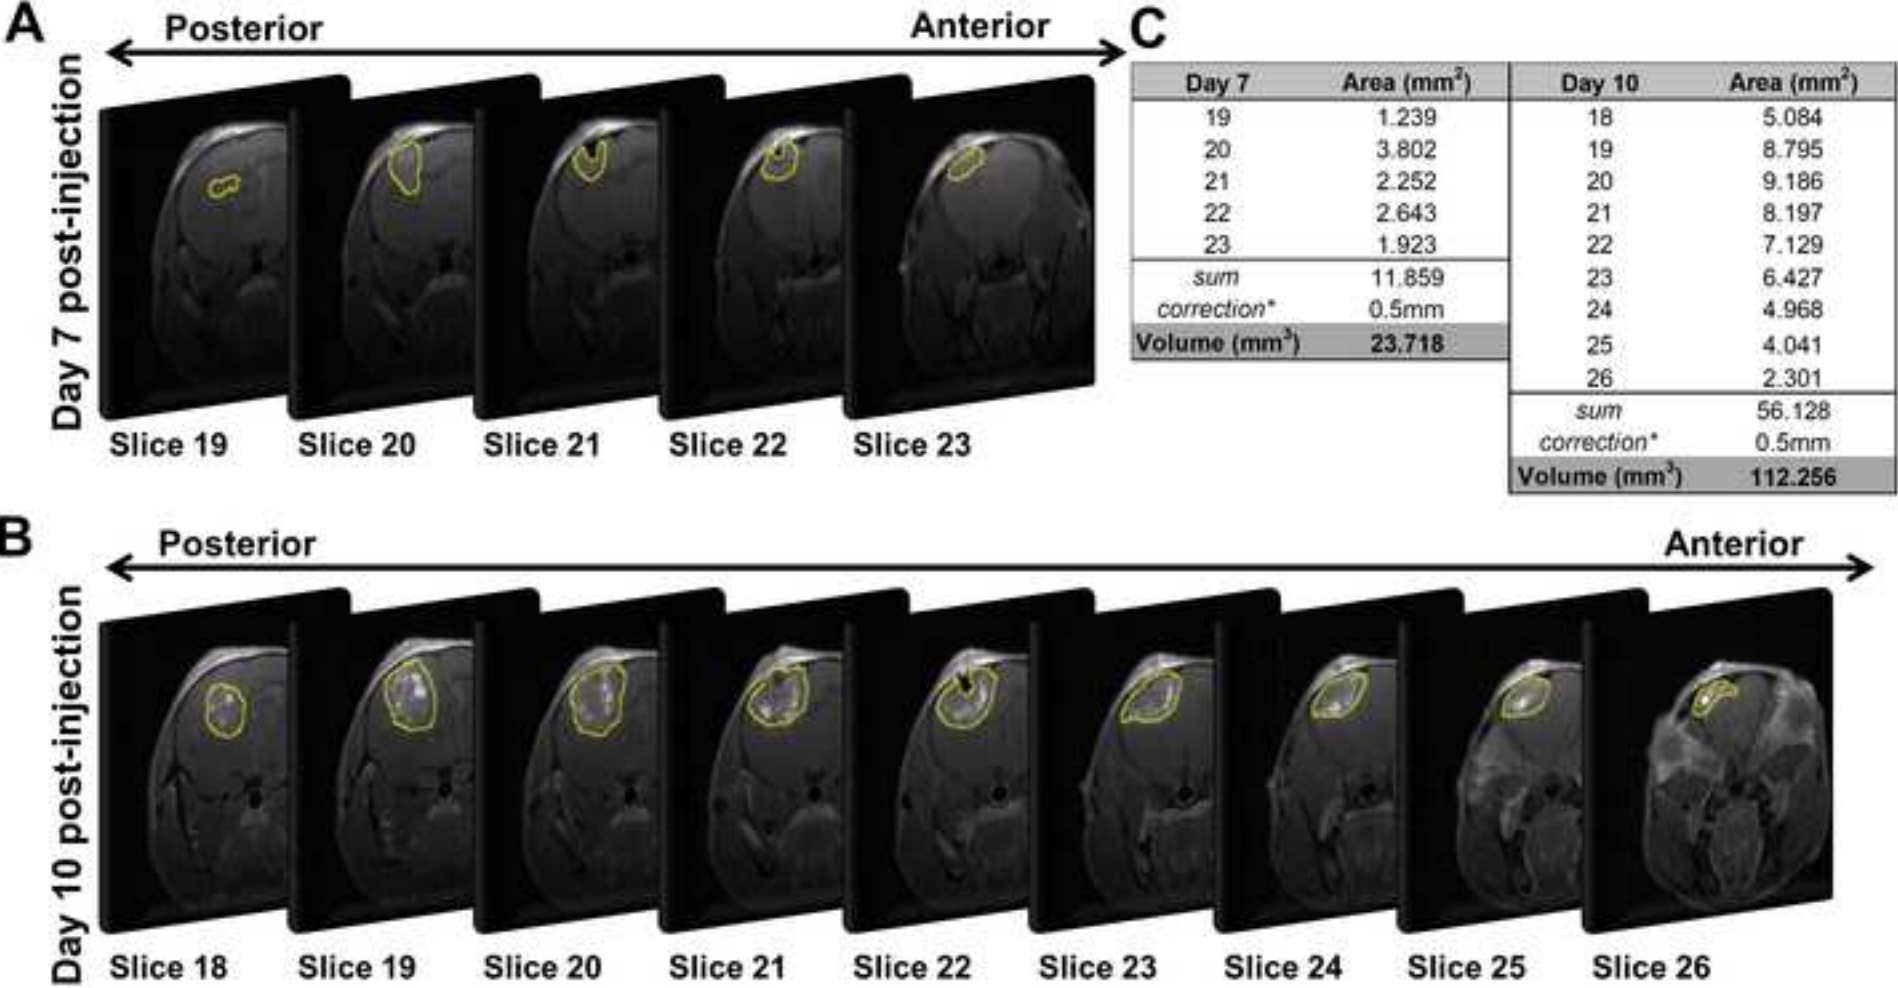 A
Posterior
Anterior
Day 7 post-injection
Slice 19
Slice 20
Slice 21
Slice 22
Slice 23
C
Day 7 Area (mm²) Day 10 Area (mm²)
19 1.239 18 5.084
20 3.802 19 8.795
21 2.252 20 9.186
22 2.643 21 8.197
23 1.923 22 7.129
sum 11.859 23 6.427
correction* 0.5mm 24 4.968
Volume (mm³) 23.718 25 4.041
26 2.301
sum 56.128
correction* 0.5mm
Volume (mm³) 112.256
B
Posterior
Anterior
Day 10 post-injection
Slice 18
Slice 19
Slice 20
Slice 21
Slice 22
Slice 23
Slice 24
Slice 25
Slice 26